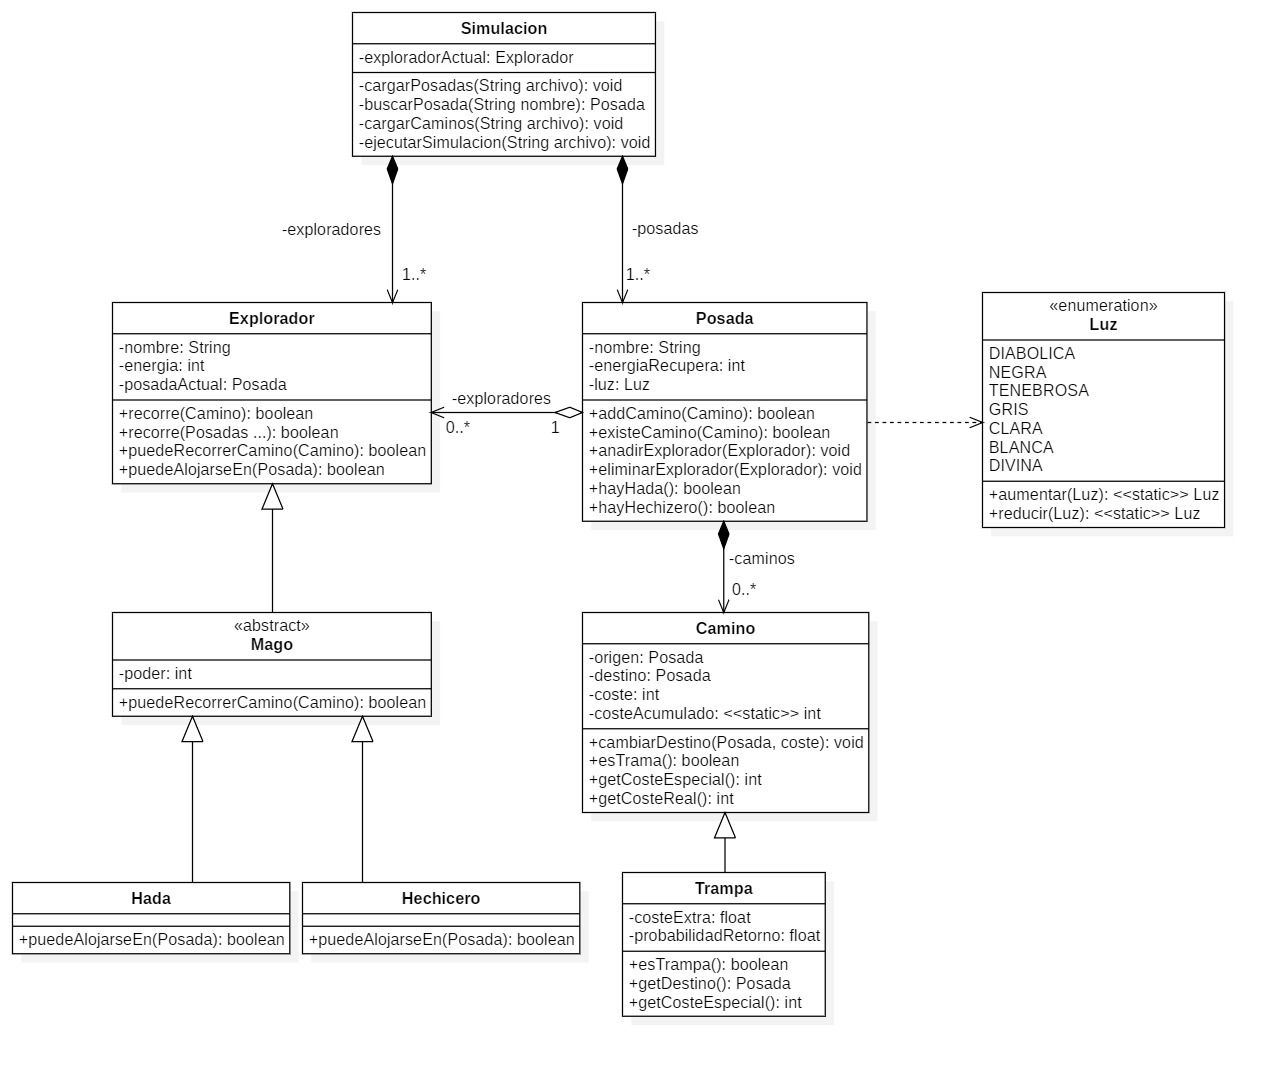 Simulacion
-exploradorActual: Explorador
-cargarPosadas(String archivo): void
-buscarPosada(String nombre): Posada
-cargarCaminos(String archivo): void
-ejecutarSimulacion(String archivo): void
-exploradores
1..*
-posadas
1..*
Explorador
-nombre: String
-energia: int
-posadaActual: Posada
+recorre(Camino): boolean
+recorre(Posadas ...): boolean
+puedeRecorrerCamino(Camino): boolean
+puedeAlojarseEn(Posada): boolean
-exploradores
0..*
1
Posada
-nombre: String
-energiaRecupera: int
-luz: Luz
+addCamino(Camino): boolean
+existeCamino(Camino): boolean
+anadirExplorador(Explorador): void
+eliminarExplorador(Explorador): void
+hayHada(): boolean
+hayHechizero(): boolean
«enumeration»
Luz
DIABOLICA
NEGRA
TENEBROSA
GRIS
CLARA
BLANCA
DIVINA
+aumentar(Luz): <<static>> Luz
+reducir(Luz): <<static>> Luz
-caminos
0..*
«abstract»
Mago
-poder: int
+puedeRecorrerCamino(Camino): boolean
Camino
-origen: Posada
-destino: Posada
-coste: int
-costeAcumulado: <<static>> int
+cambiarDestino(Posada, coste): void
+esTrama(): boolean
+getCosteEspecial(): int
+getCosteReal(): int
Hada
+puedeAlojarseEn(Posada): boolean
Hechicero
+puedeAlojarseEn(Posada): boolean
Trampa
-costeExtra: float
-probabilidadRetorno: float
+esTrampa(): boolean
+getDestino(): Posada
+getCosteEspecial(): int